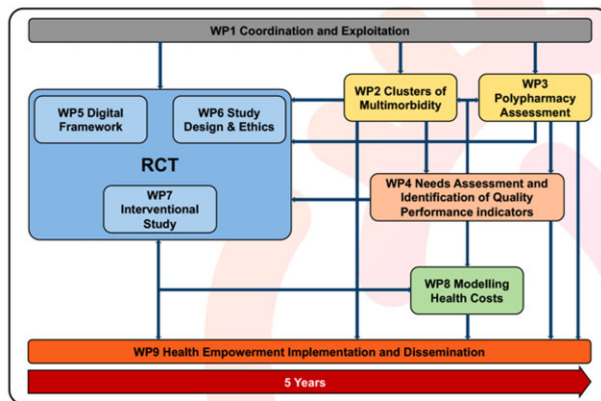 WP1 Coordination and Exploitation
WP5 Digital
Framework
WP6 Study
Design & Ethics
RCT
WP7
Interventional
Study
WP2 Clusters of
Multimorbidity
WP3
Polypharmacy
Assessment
WP4 Needs Assessment and
Identification of Quality
Performance indicators
WP8 Modelling
Health Costs
WP9 Health Empowerment Implementation and Dissemination
5 Years